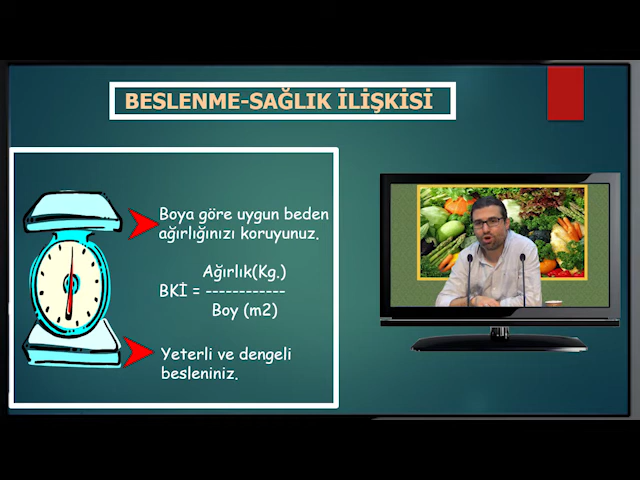 BESLENME-SAĞLIK İLİŞKİSİ
Boya göre uygun beden
ağırlığınızı koruyunuz.
Ağırlık(Kg.)
BKİ = ------------
Boy (m2)
Yeterli ve dengeli
besleniniz.